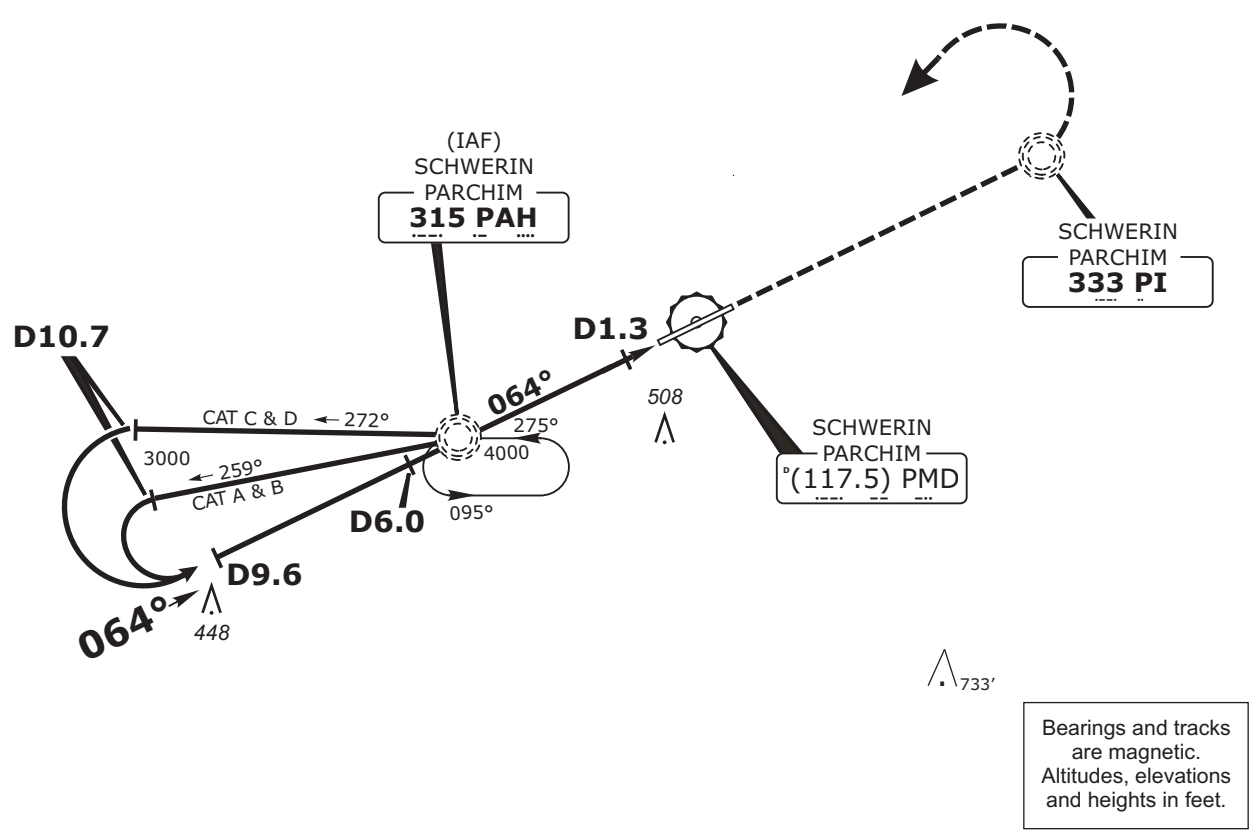 (IAF)
SCHWERIN
PARCHIM
315 PAH
SCHWERIN
PARCHIM
333 PI
D10.7
D1.3
064°
CAT C & D
272°
275°
508
3000
4000
259°
CAT A & B
SCHWERIN
PARCHIM
D(117.5) PMD
D6.0
095°
D9.6
064°
448
733'
Bearings and tracks
are magnetic.
Altitudes, elevations
and heights in feet.